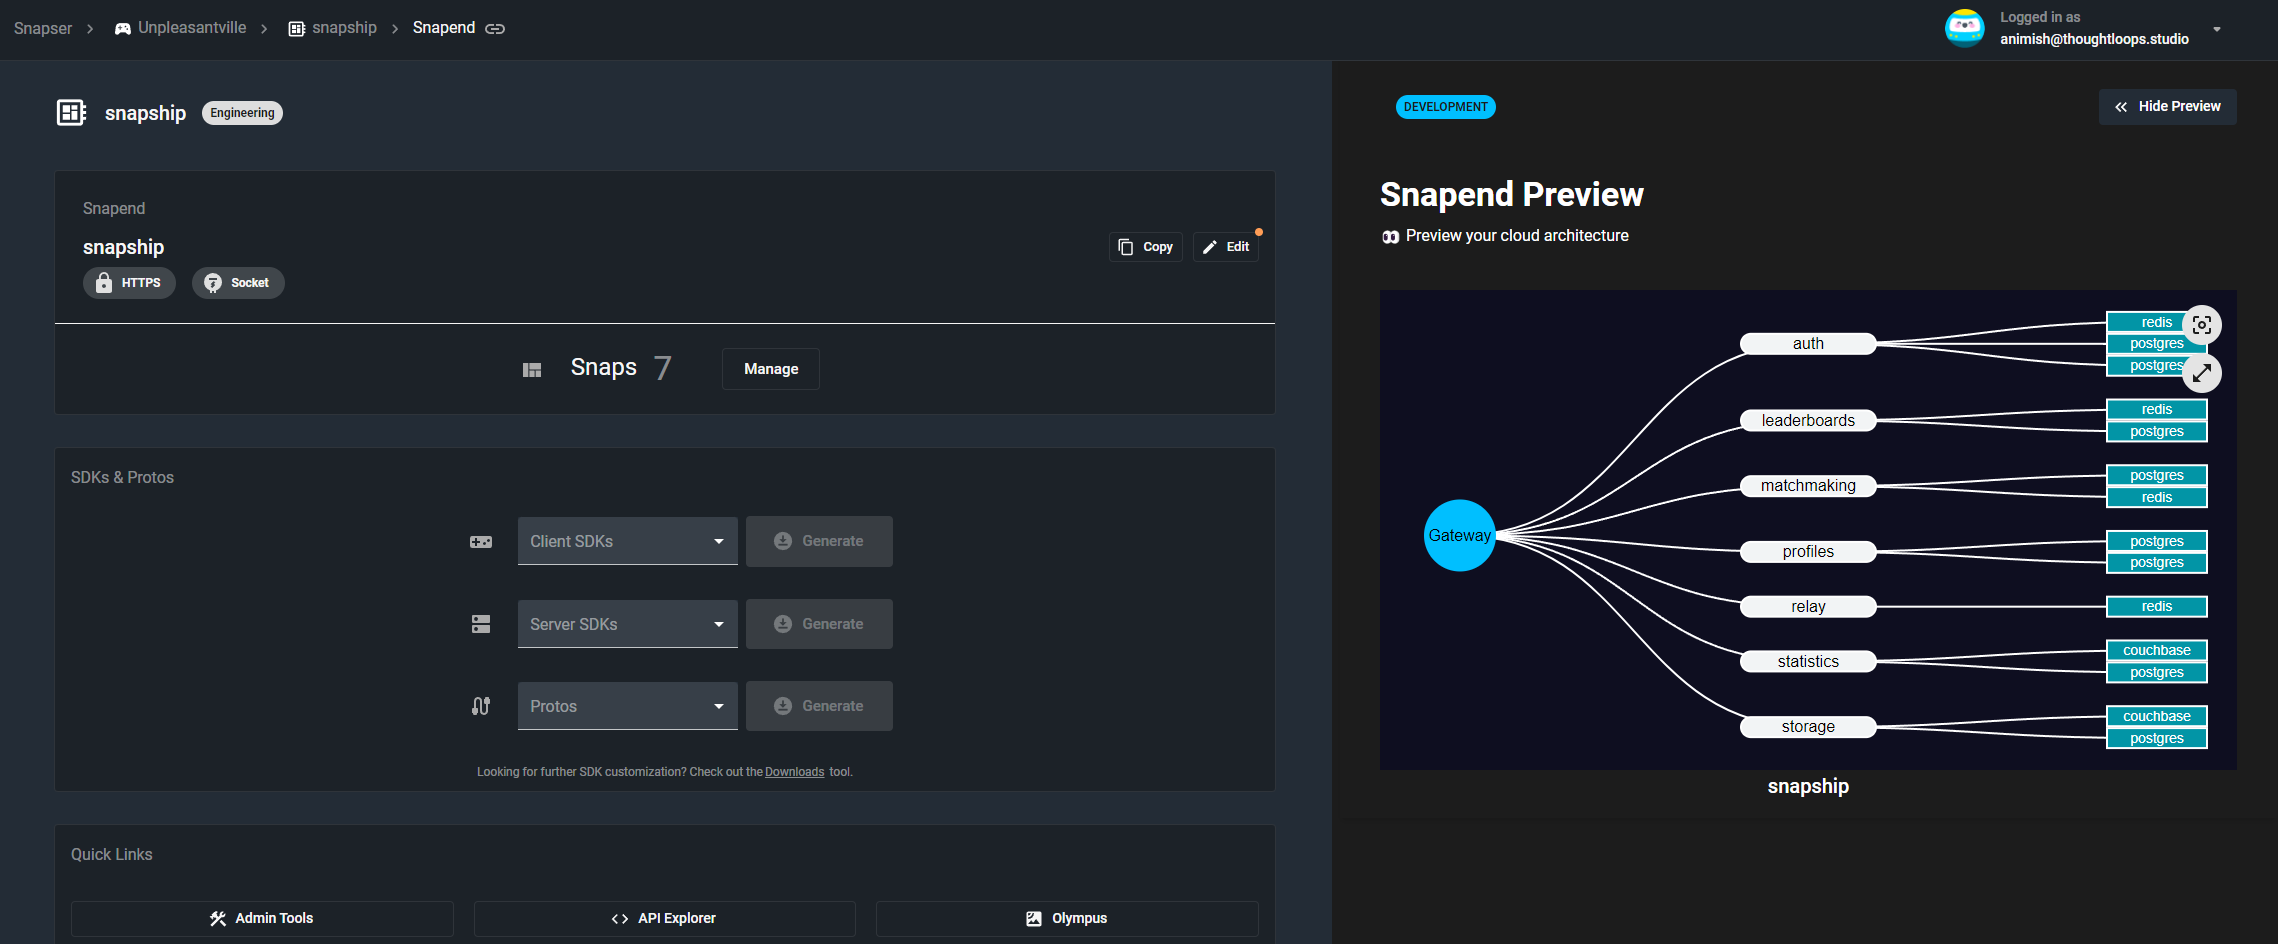 Snapser > Unpleasantville > snapship > Snapend
Logged in as
animish@thoughtloops.studio
snapship Engineering
Snapend
snapship
HTTPS Socket
Copy Edit
Snaps 7 Manage
SDKs & Protos
Client SDKs Generate
Server SDKs Generate
Protos Generate
Looking for further SDK customization? Check out the Downloads tool.
Quick Links
Admin Tools
<> API Explorer
Olympus
DEVELOPMENT
Hide Preview
Snapend Preview
Preview your cloud architecture
Gateway
auth
redis
postgres
postgres
leaderboards
redis
postgres
matchmaking
postgres
redis
profiles
postgres
postgres
relay
redis
statistics
couchbase
postgres
storage
couchbase
postgres
snapship